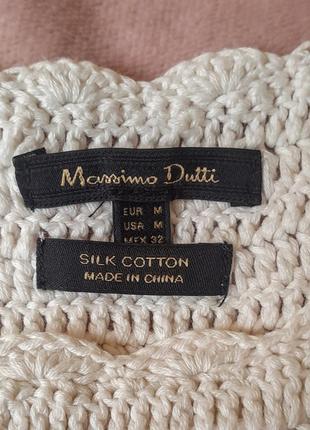 Massimo Dutti
EUR M
USA M
MEX 32
SILK COTTON
MADE IN CHINA